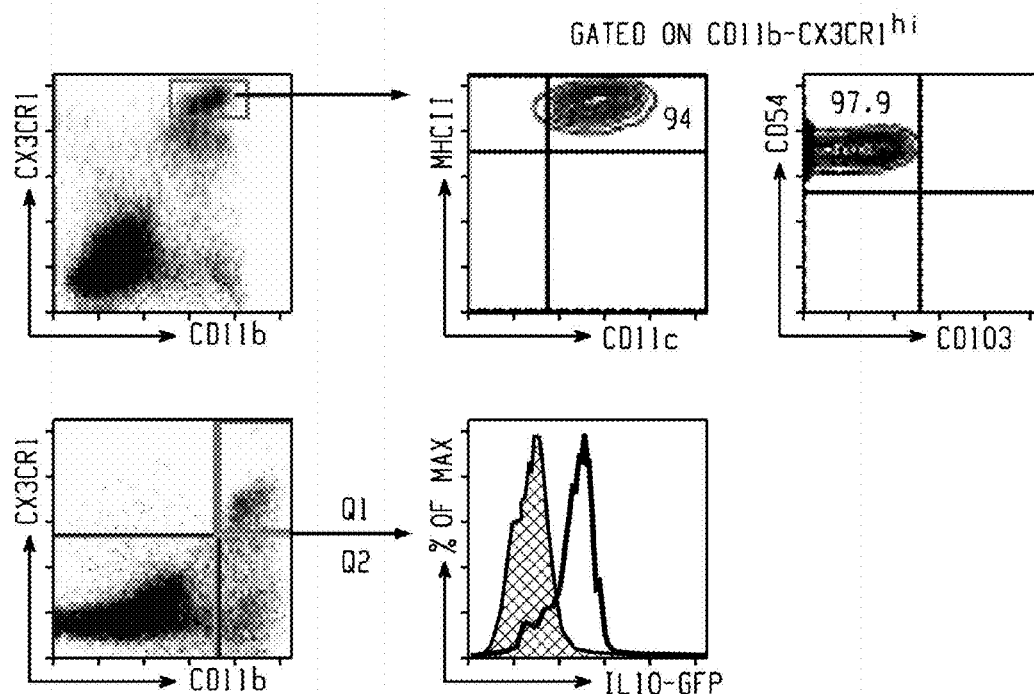 GATED ON CD11b-CX3CR1hi
CX3CR1
CD11b
MHCII
94
CD11c
CD54
97.9
CD103
CX3CR1
CD11b
Q1
Q2
% OF MAX
IL10-GFP